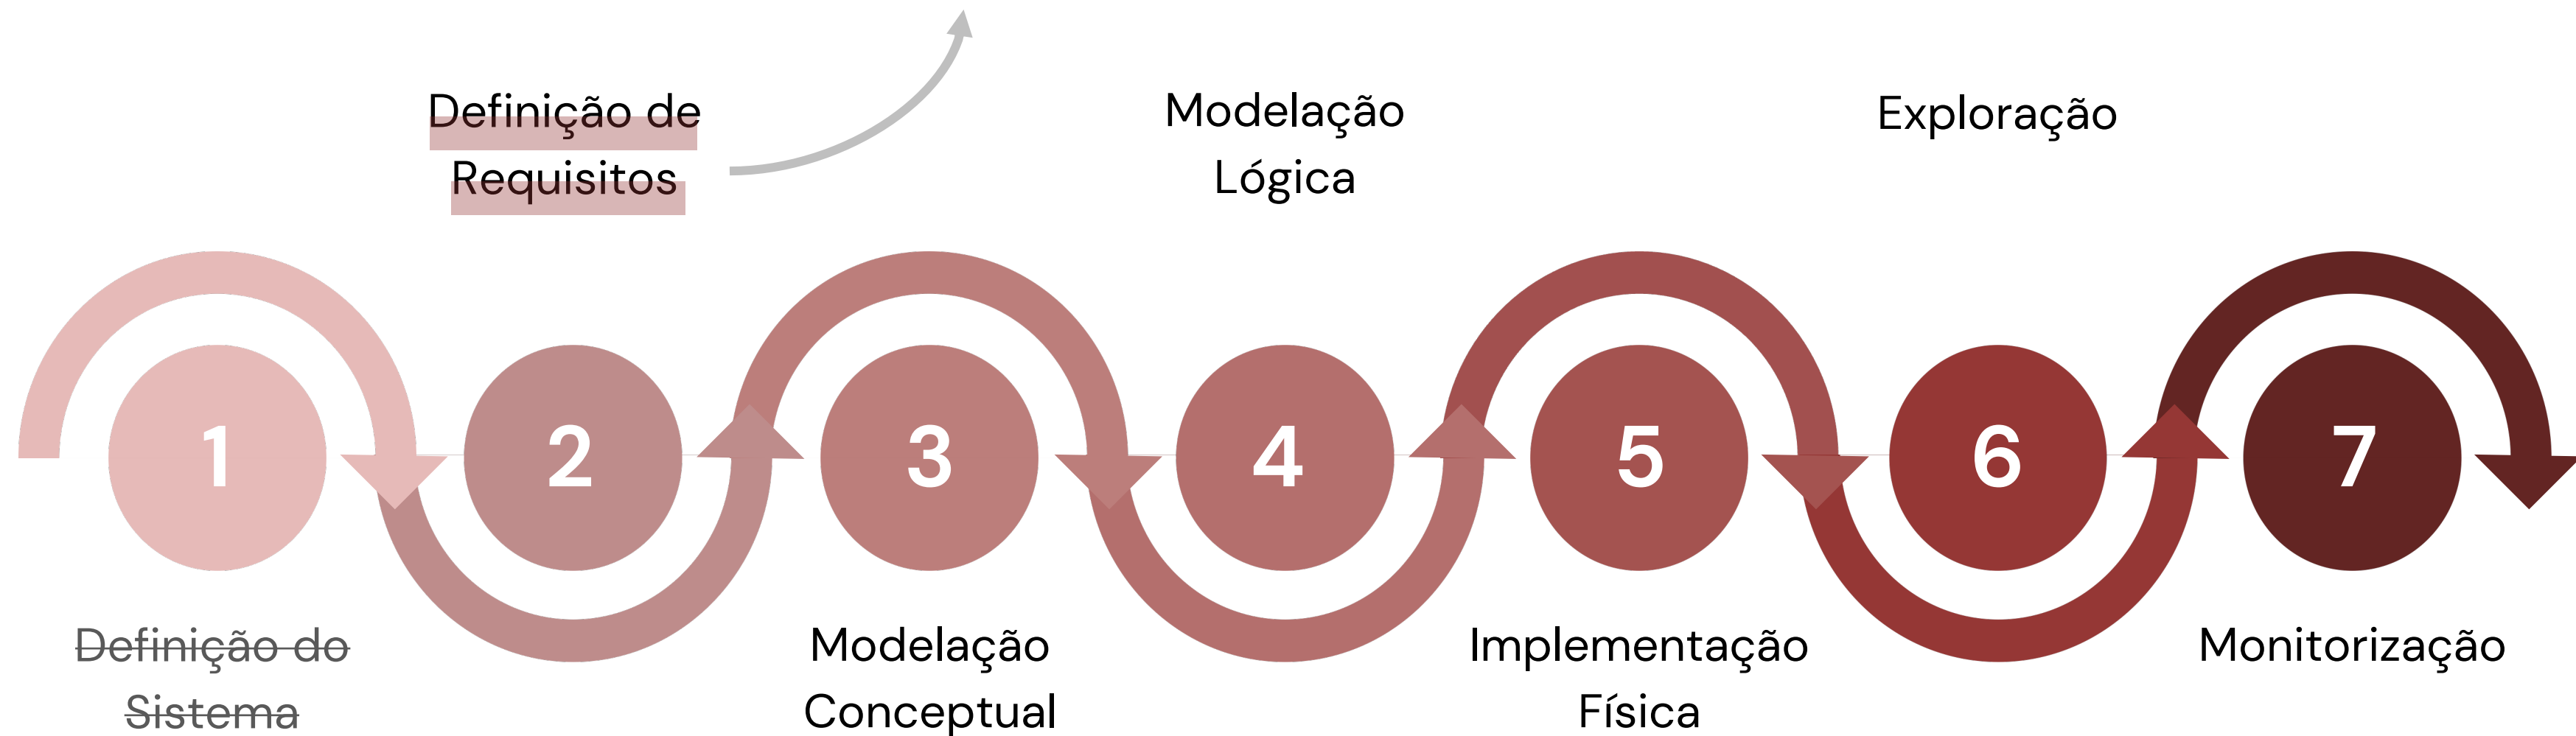 Definição de
Requisitos
Modelação
Lógica
Exploração
1
2
3
4
5
6
7
Definição do
Sistema
Modelação
Conceptual
Implementação
Física
Monitorização